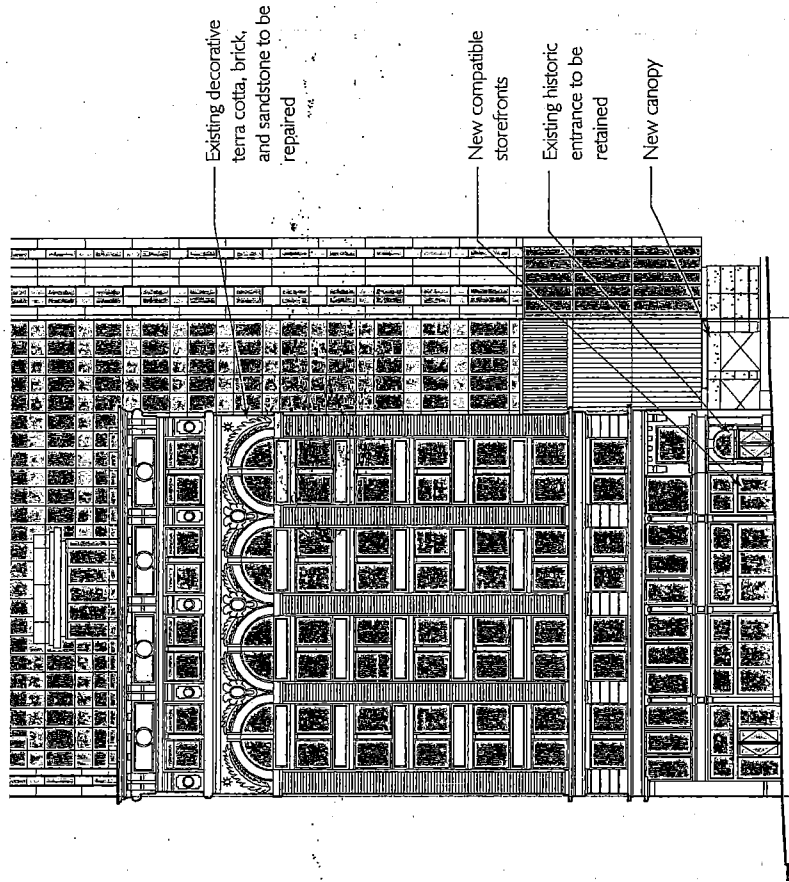 Existing decorative
terra cotta, brick,
and sandstone to be
repaired
New compatible
storefronts
Existing historic
entrance to be
retained
New canopy